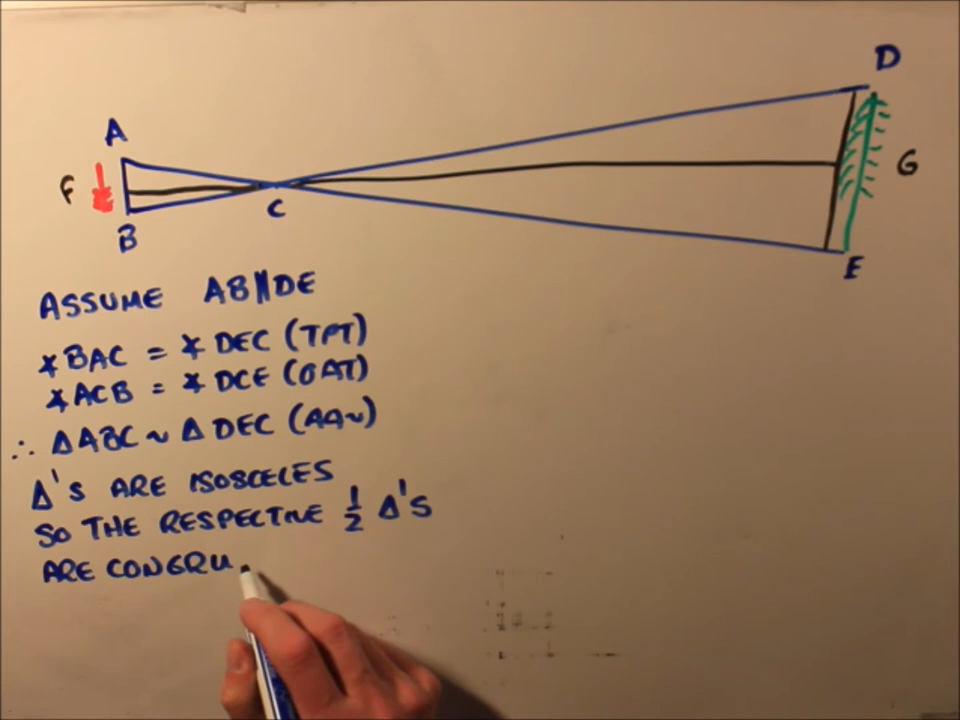 D
A
F
G
C
B
E
ASSUME AB||DE
∡BAC = ∡DEC (TPT)
∡ACB = ∡DCE (OAT)
∴ ΔABC ~ ΔDEC (AA~)
Δ'S ARE ISOSCELES
SO THE RESPECTIVE 1/2 Δ'S
ARE CONGRU